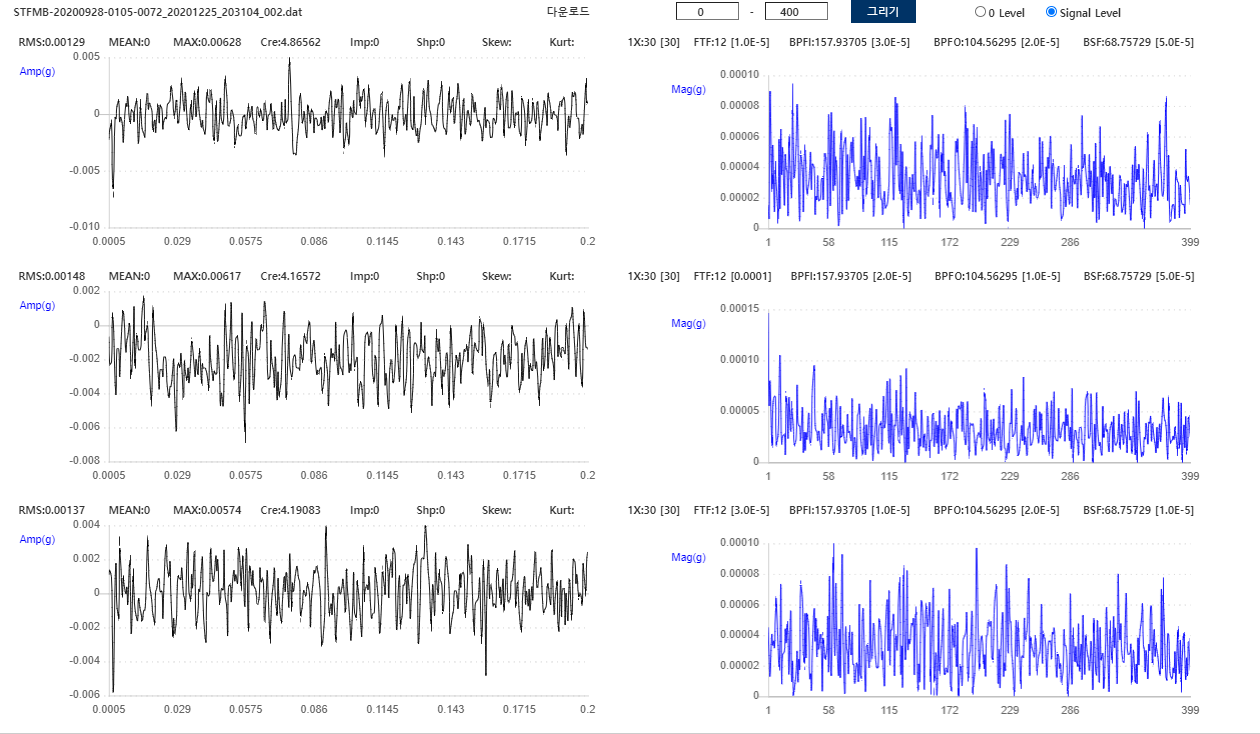 STFMB-20200928-0105-0072_20201225_203104_002.dat 다운로드 0 - 400 그리기 0 Level Signal Level
RMS:0.00129 MEAN:0 MAX:0.00628 Cre:4.86562 Imp:0 Shp:0 Skew: Kurt:
Amp(g)
0.005
0
-0.005
-0.010
0.0005 0.029 0.0575 0.086 0.1145 0.143 0.1715 0.2
1X:30 [30] FTF:12 [1.0E-5] BPFI:157.93705 [3.0E-5] BPFO:104.56295 [2.0E-5] BSF:68.75729 [5.0E-5]
Mag(g)
0.00010
0.00008
0.00006
0.00004
0.00002
0
1 58 115 172 229 286 399
RMS:0.00148 MEAN:0 MAX:0.00617 Cre:4.16572 Imp:0 Shp:0 Skew: Kurt:
Amp(g)
0.002
0
-0.002
-0.004
-0.006
-0.008
0.0005 0.029 0.0575 0.086 0.1145 0.143 0.1715 0.2
1X:30 [30] FTF:12 [0.0001] BPFI:157.93705 [2.0E-5] BPFO:104.56295 [1.0E-5] BSF:68.75729 [5.0E-5]
Mag(g)
0.00015
0.00010
0.00005
0
1 58 115 172 229 286 399
RMS:0.00137 MEAN:0 MAX:0.00574 Cre:4.19083 Imp:0 Shp:0 Skew: Kurt:
Amp(g)
0.004
0.002
0
-0.002
-0.004
-0.006
0.0005 0.029 0.0575 0.086 0.1145 0.143 0.1715 0.2
1X:30 [30] FTF:12 [3.0E-5] BPFI:157.93705 [1.0E-5] BPFO:104.56295 [2.0E-5] BSF:68.75729 [1.0E-5]
Mag(g)
0.00010
0.00008
0.00006
0.00004
0.00002
0
1 58 115 172 229 286 399